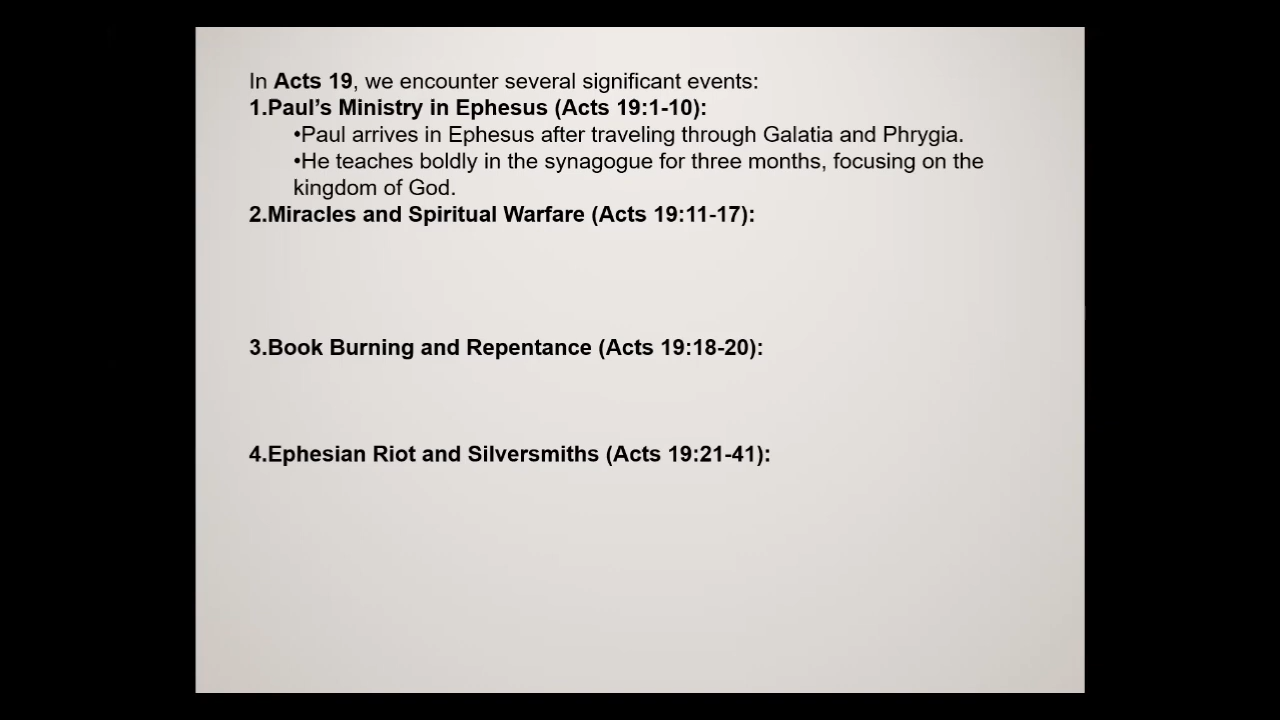 In Acts 19, we encounter several significant events:
1.Paul’s Ministry in Ephesus (Acts 19:1-10):
•Paul arrives in Ephesus after traveling through Galatia and Phrygia.
•He teaches boldly in the synagogue for three months, focusing on the
kingdom of God.
2.Miracles and Spiritual Warfare (Acts 19:11-17):
3.Book Burning and Repentance (Acts 19:18-20):
4.Ephesian Riot and Silversmiths (Acts 19:21-41):